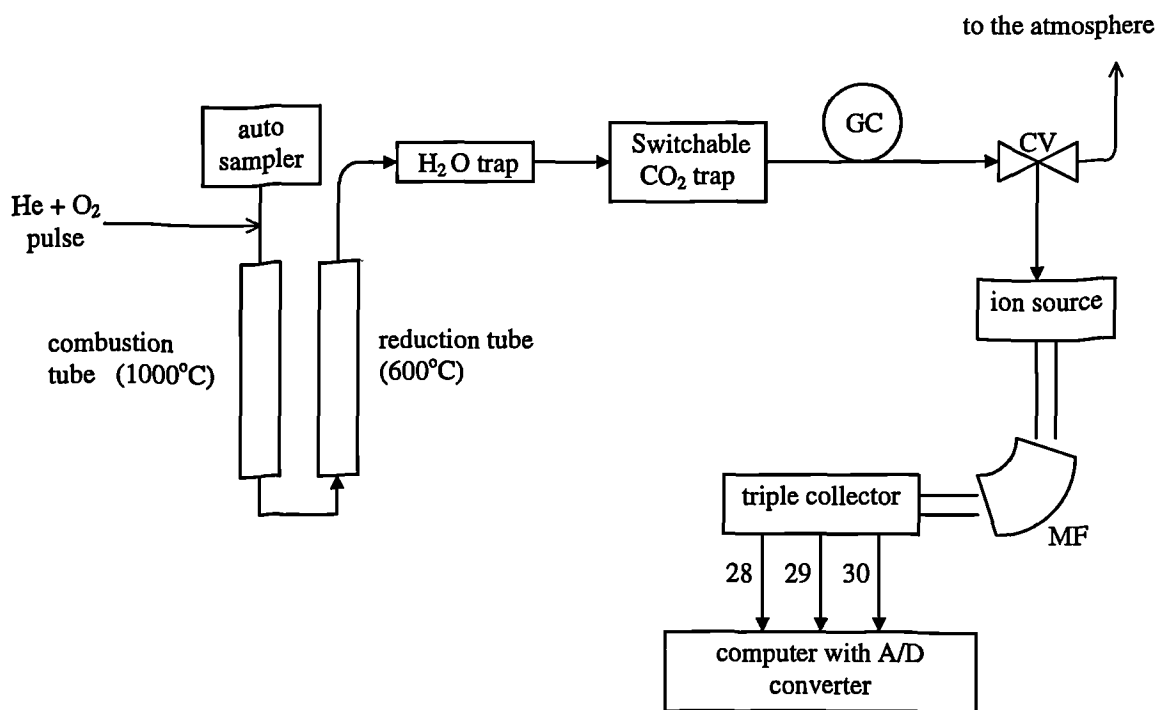 to the atmosphere
auto
sampler
He + O₂
pulse
H₂O trap
Switchable
CO₂ trap
GC
CV
ion source
combustion
tube (1000°C)
reduction tube
(600°C)
triple collector
MF
28 29 30
computer with A/D
converter